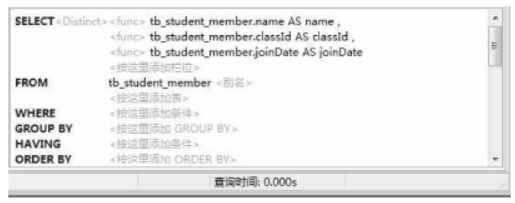 SELECT <Distinct> <func> tb_student_member.name AS name ,
<func> tb_student_member.classId AS classId ,
<func> tb_student_member.joinDate AS joinDate
<按这里添加栏位>
FROM tb_student_member <别名>
<按这里添加表>
WHERE <按这里添加条件>
GROUP BY <按这里添加 GROUP BY>
HAVING <按这里添加条件>
ORDER BY <按这里添加 ORDER BY>
查询时间: 0.000s